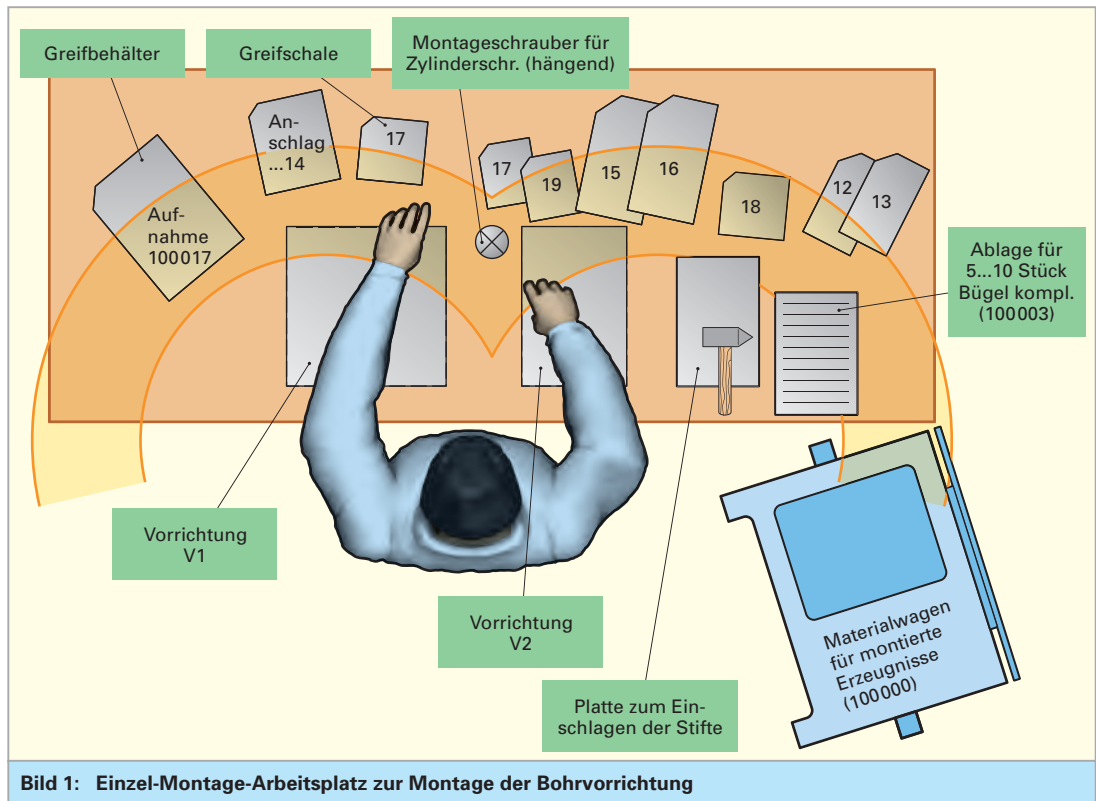 Greifbehälter
Greifschale
Montageschrauber für
Zylinderschr. (hängend)
An-
schlag
...14
17
17
19
15
16
18
12
13
Auf-
nahme
100017
Ablage für
5...10 Stück
Bügel kompl.
(100003)
Vorrichtung
V1
Vorrichtung
V2
Platte zum Ein-
schlagen der Stifte
Materialwagen
für montierte
Erzeugnisse
(100000)
Bild 1: Einzel-Montage-Arbeitsplatz zur Montage der Bohrvorrichtung